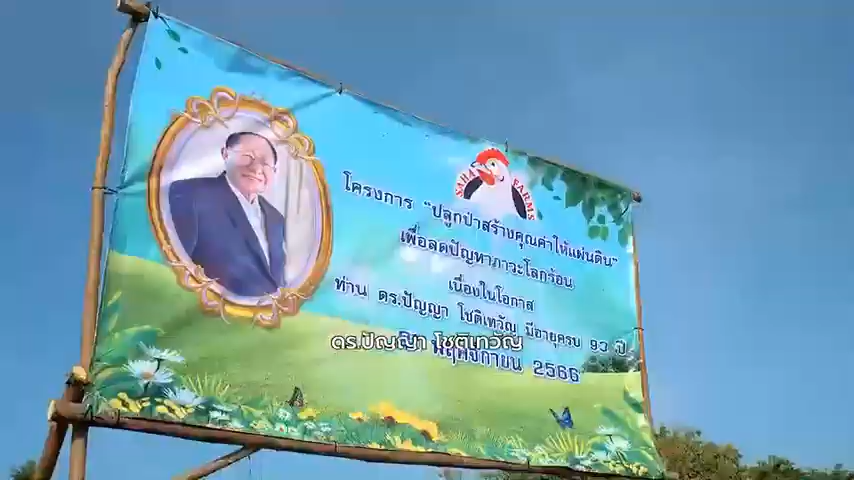 SAHA FARMS
โครงการ "ปลูกป่าสร้างคุณค่าให้แผ่นดิน"
เพื่อลดปัญหาภาวะโลกร้อน
เนื่องในโอกาส
ท่าน ดร.ปัญญา โชติเทวัญ มีอายุครบ 93 ปี
ดร.ปัญญา โชติเทวัญ
พฤศจิกายน 2566